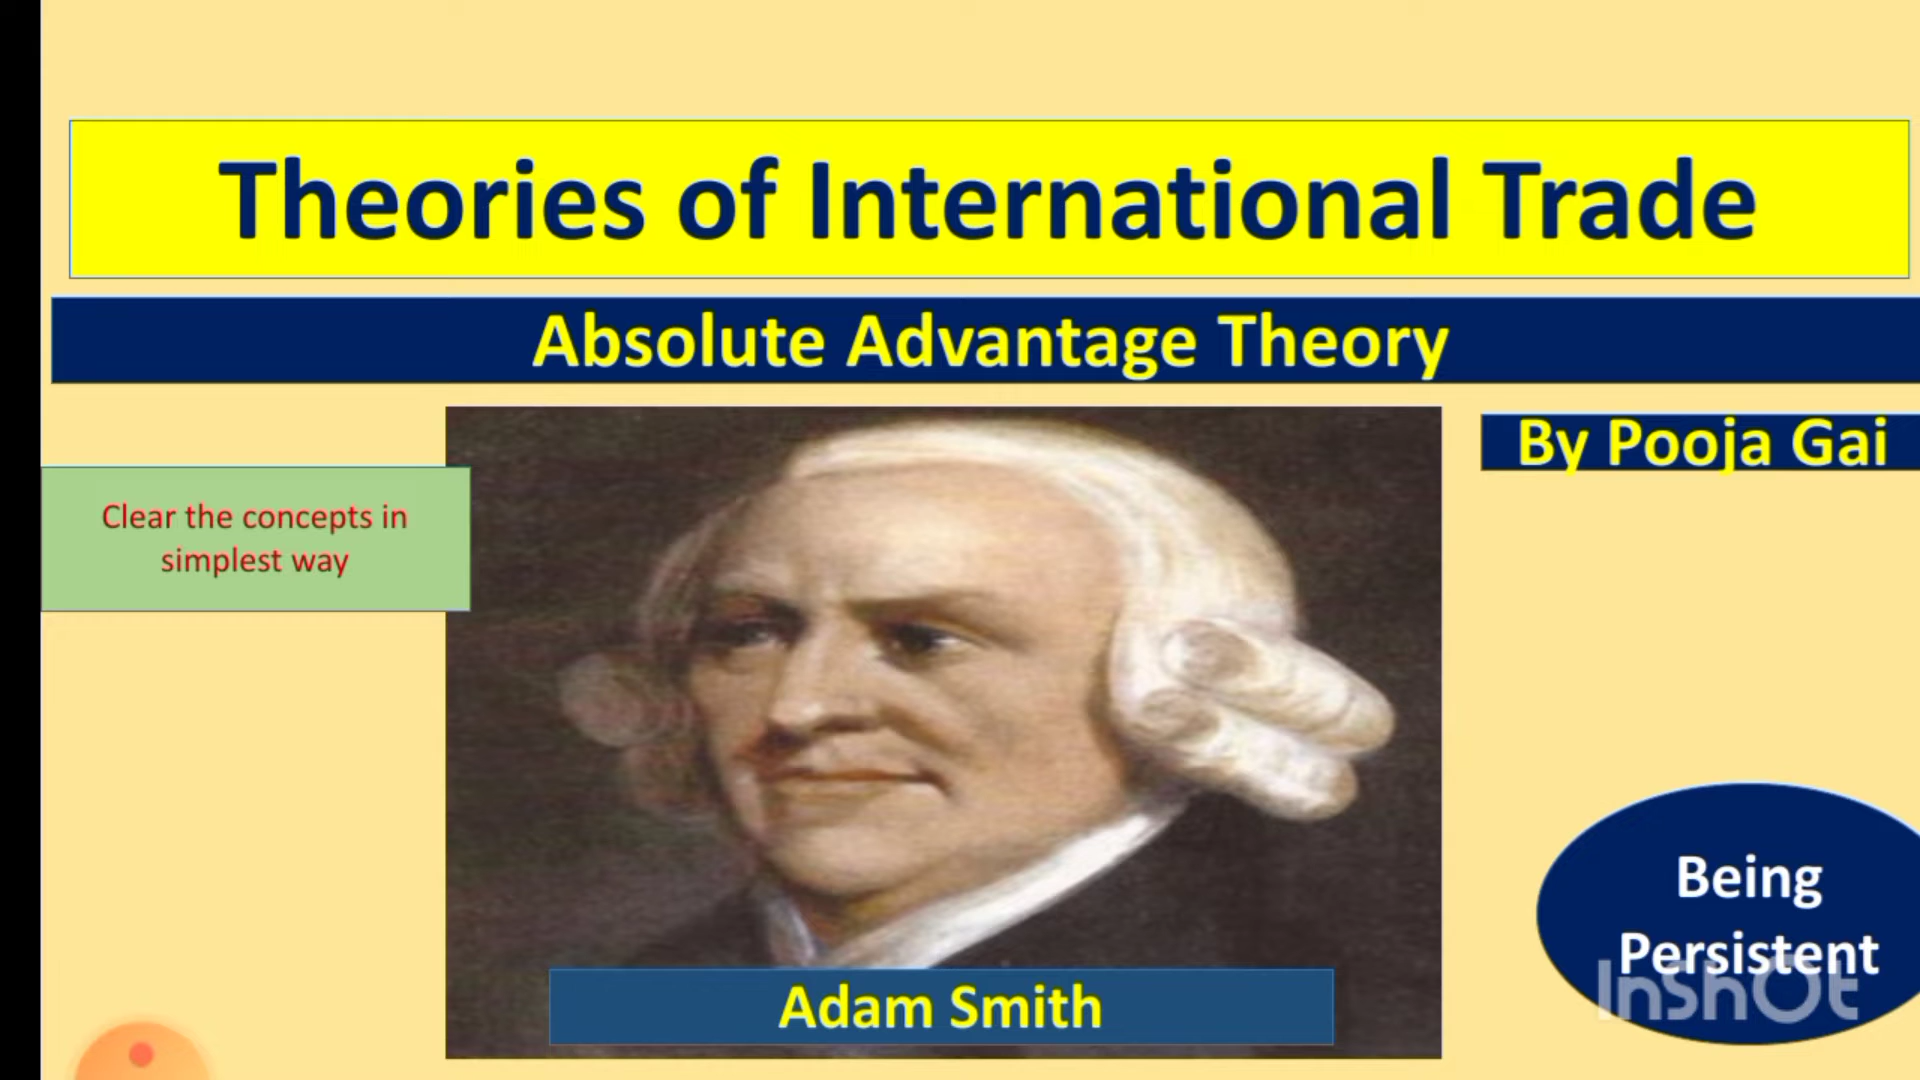 Theories of International Trade
Absolute Advantage Theory
By Pooja Gai
Clear the concepts in
simplest way
Adam Smith
Being
Persistent
InShOt